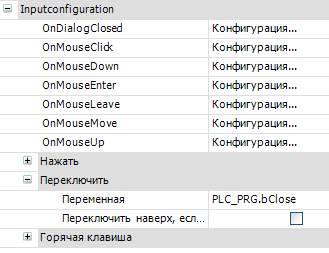 Inputconfiguration
OnDialogClosed Конфигурация...
OnMouseClick Конфигурация...
OnMouseDown Конфигурация...
OnMouseEnter Конфигурация...
OnMouseLeave Конфигурация...
OnMouseMove Конфигурация...
OnMouseUp Конфигурация...
Нажать
Переключить
Переменная PLC_PRG.bClose
Переключить наверх, есл...
Горячая клавиша